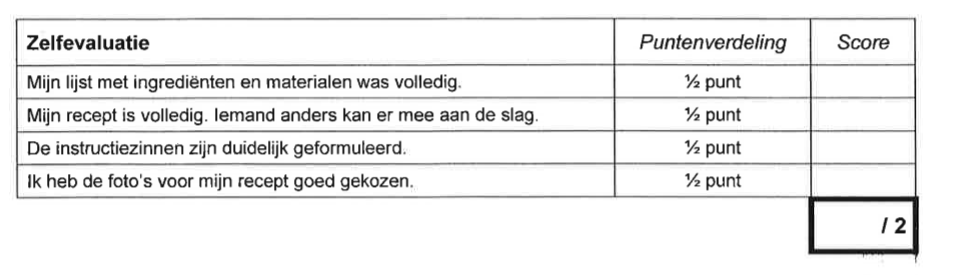 Zelfevaluatie Puntenverdeling Score
Mijn lijst met ingrediënten en materialen was volledig. ½ punt
Mijn recept is volledig. Iemand anders kan er mee aan de slag. ½ punt
De instructiezinnen zijn duidelijk geformuleerd. ½ punt
Ik heb de foto's voor mijn recept goed gekozen. ½ punt
/ 2